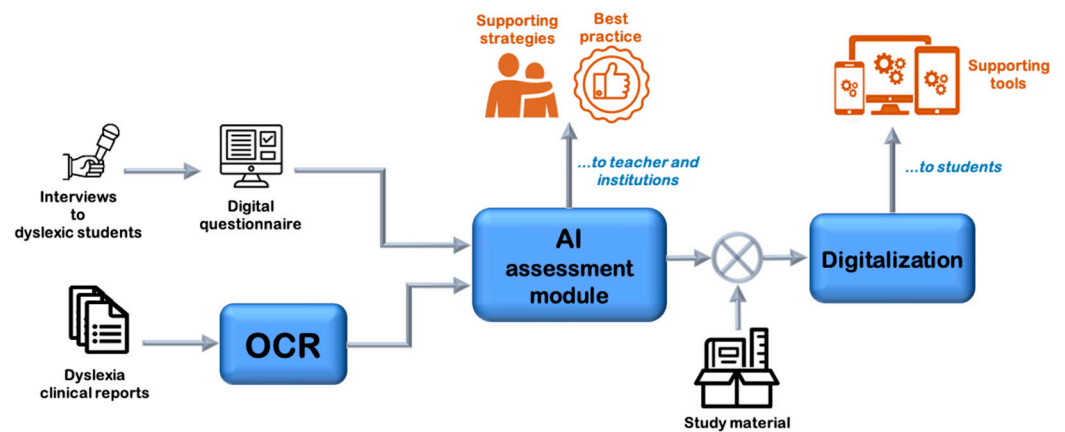 Supporting
strategies
Best
practice
Supporting
tools
...to teacher and
institutions
...to students
Interviews
to
dyslexic students
Digital
questionnaire
AI
assessment
module
Digitalization
OCR
Dyslexia
clinical reports
Study material